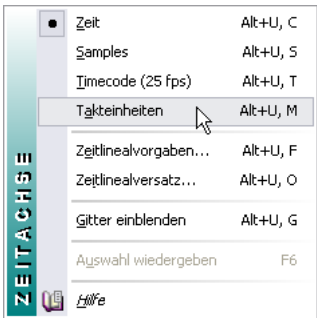 Zeit Alt+U, C
Samples Alt+U, S
Timecode (25 fps) Alt+U, T
Takteinheiten Alt+U, M
Zeitlinealvorgaben... Alt+U, F
Zeitlinealversatz... Alt+U, O
Gitter einblenden Alt+U, G
Auswahl wiedergeben F6
Hilfe
ZEITACHSE